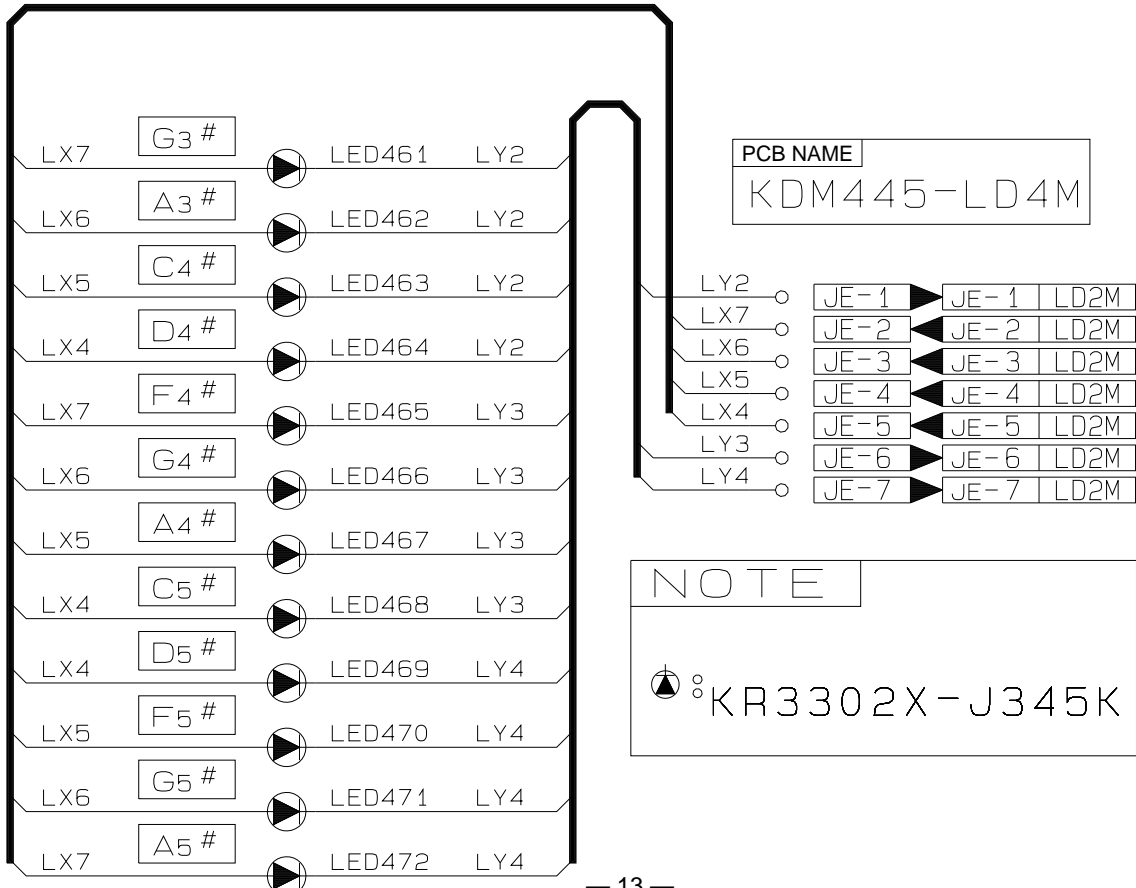 LX7 G3# LED461 LY2
LX6 A3# LED462 LY2
LX5 C4# LED463 LY2
LX4 D4# LED464 LY2
LX7 F4# LED465 LY3
LX6 G4# LED466 LY3
LX5 A4# LED467 LY3
LX4 C5# LED468 LY3
LX4 D5# LED469 LY4
LX5 F5# LED470 LY4
LX6 G5# LED471 LY4
LX7 A5# LED472 LY4
PCB NAME
KDM445-LD4M
LY2 JE-1 JE-1 LD2M
LX7 JE-2 JE-2 LD2M
LX6 JE-3 JE-3 LD2M
LX5 JE-4 JE-4 LD2M
LX4 JE-5 JE-5 LD2M
LY3 JE-6 JE-6 LD2M
LY4 JE-7 JE-7 LD2M
NOTE
:KR3302X-J345K
— 13 —